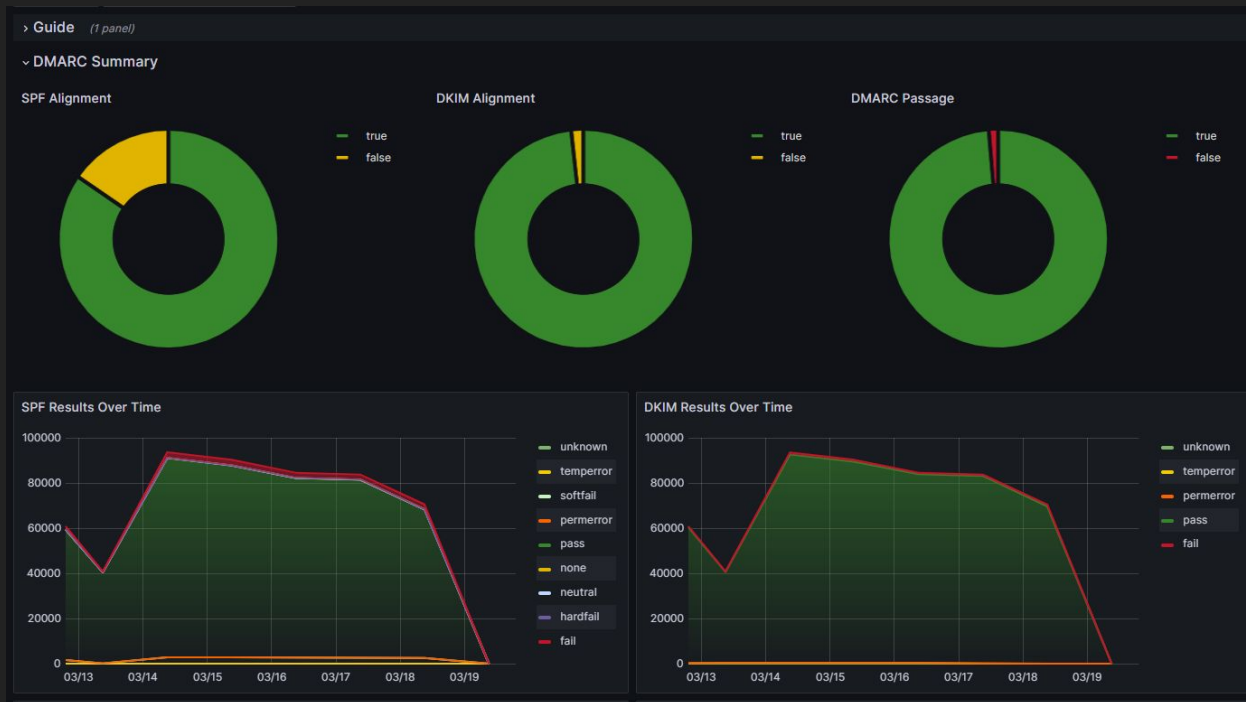 Guide (1 panel)
DMARC Summary
SPF Alignment
true
false
DKIM Alignment
true
false
DMARC Passage
true
false
SPF Results Over Time
100000
80000
60000
40000
20000
0
03/13 03/14 03/15 03/16 03/17 03/18 03/19
unknown
temperror
softfail
permerror
pass
none
neutral
hardfail
fail
DKIM Results Over Time
100000
80000
60000
40000
20000
0
03/13 03/14 03/15 03/16 03/17 03/18 03/19
unknown
temperror
permerror
pass
fail